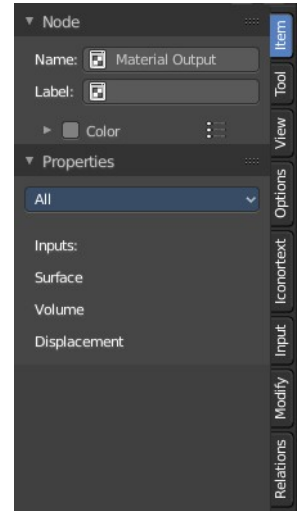 Node
Name: Material Output
Label:
Color
Properties
All
Inputs:
Surface
Volume
Displacement
Item
Tool
View
Options
Iconortext
Input
Modify
Relations